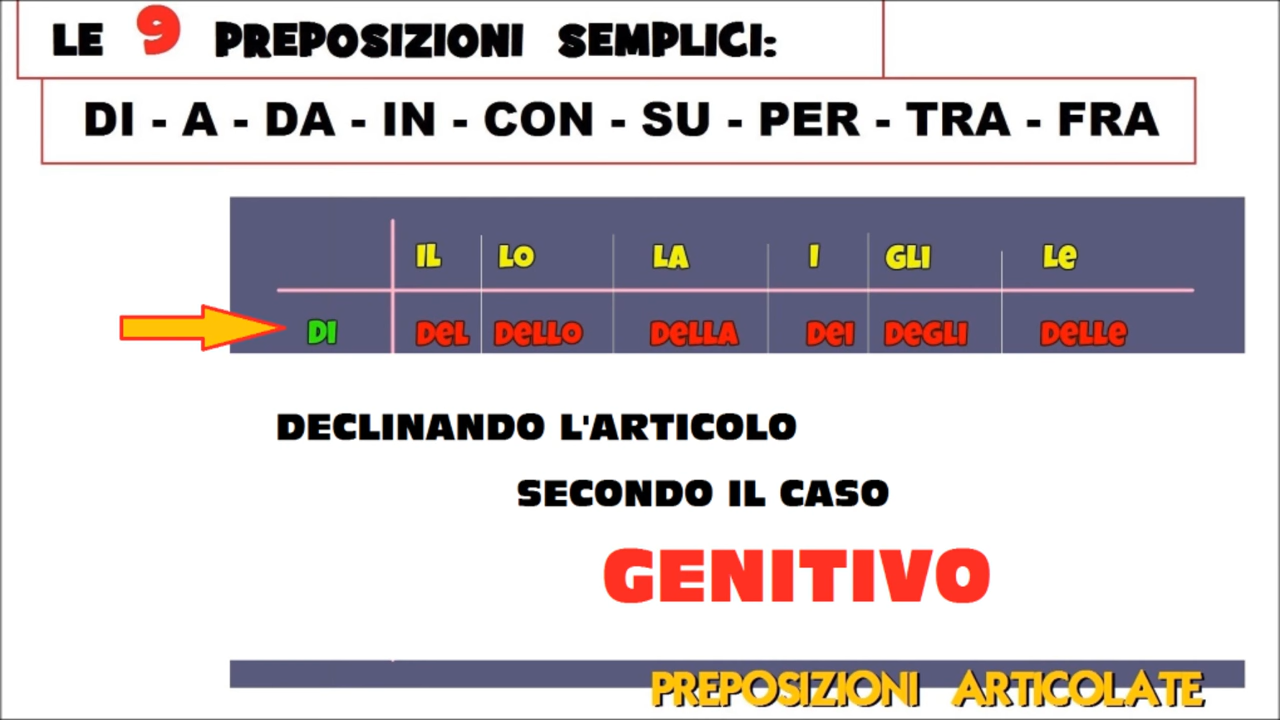 LE 9 PREPOSIZIONI SEMPLICI:
DI - A - DA - IN - CON - SU - PER - TRA - FRA
IL LO LA I GLI Le
DI Del Dello Della Dei Degli Delle
DECLINANDO L'ARTICOLO
SECONDO IL CASO
GENITIVO
PREPOSIZIONI ARTICOLATE